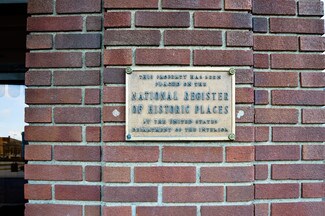 THIS PROPERTY HAS BEEN
PLACED ON THE
NATIONAL REGISTER
OF HISTORIC PLACES
BY THE UNITED STATES
DEPARTMENT OF THE INTERIOR